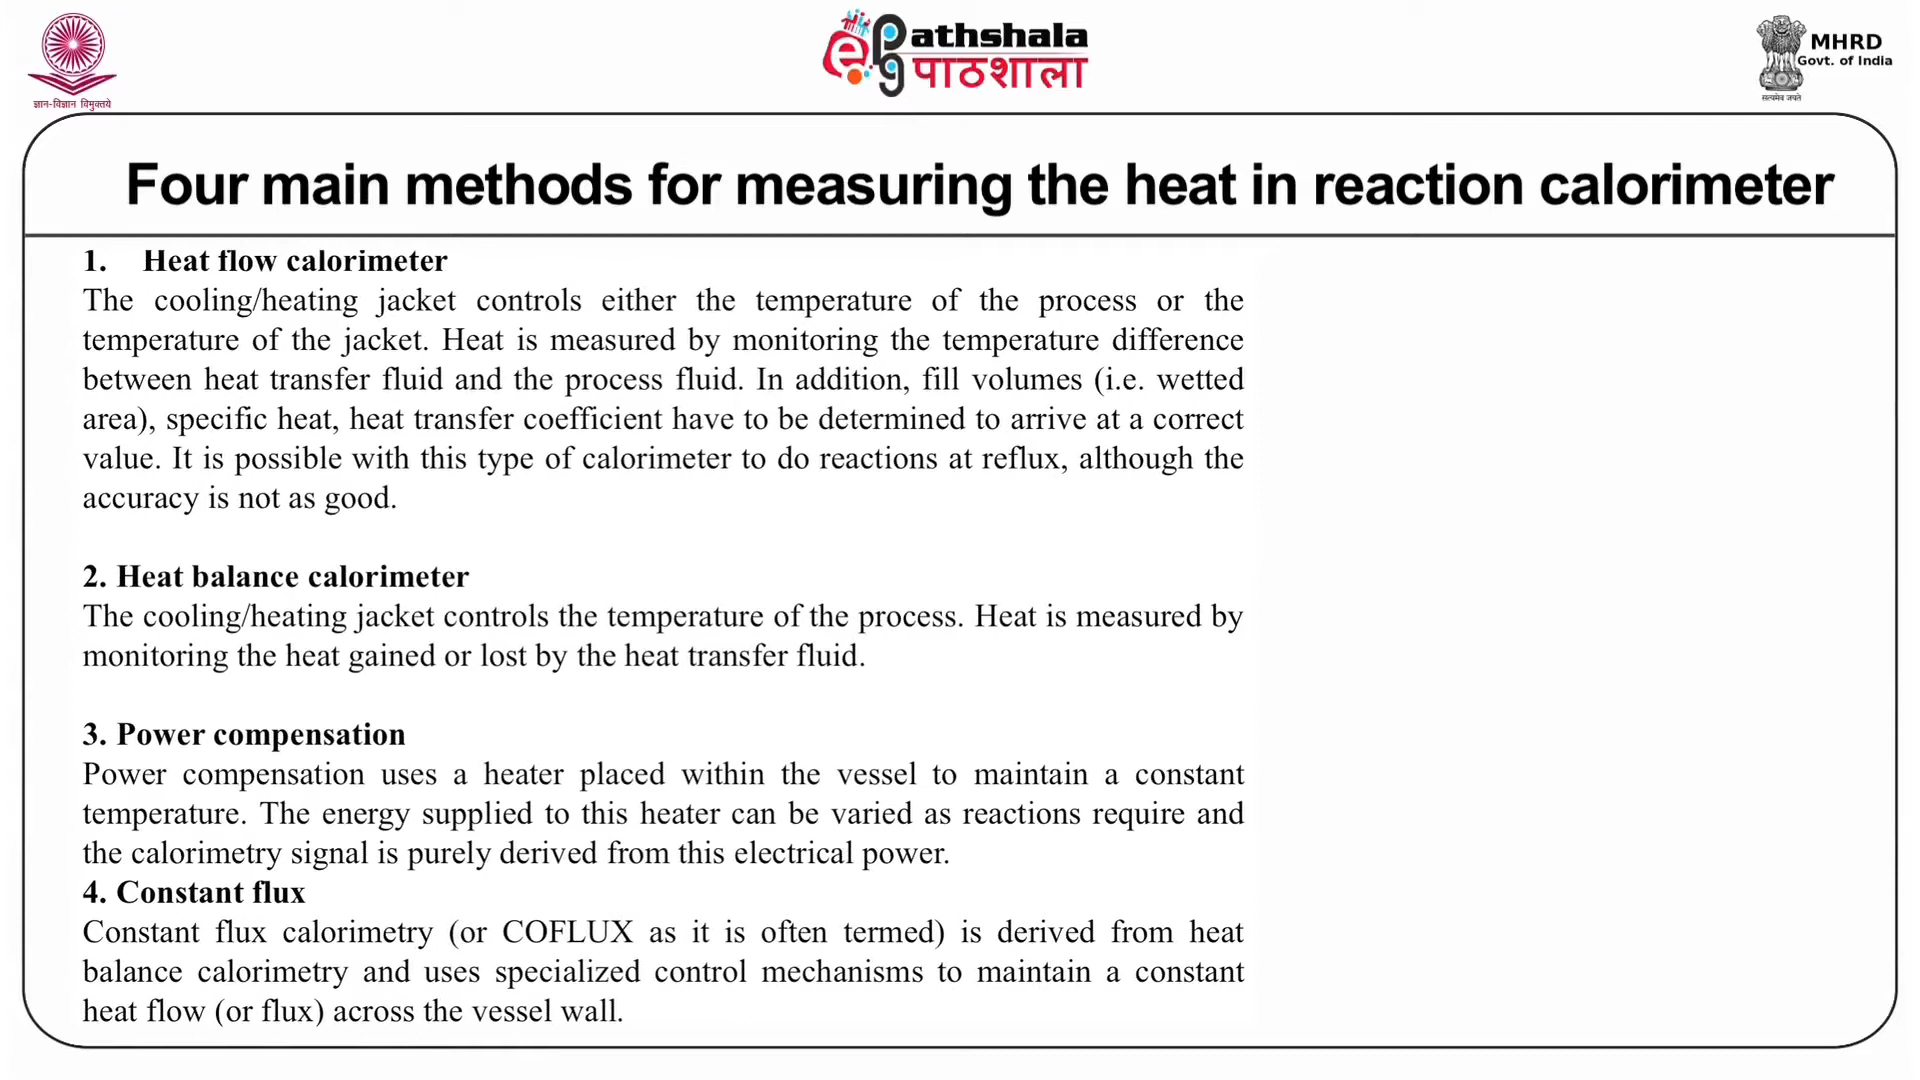 ज्ञान-विज्ञान विमुक्तये
ePathshala
पाठशाला
MHRD
Govt. of India
सत्यमेव जयते
Four main methods for measuring the heat in reaction calorimeter
1. Heat flow calorimeter
The cooling/heating jacket controls either the temperature of the process or the
temperature of the jacket. Heat is measured by monitoring the temperature difference
between heat transfer fluid and the process fluid. In addition, fill volumes (i.e. wetted
area), specific heat, heat transfer coefficient have to be determined to arrive at a correct
value. It is possible with this type of calorimeter to do reactions at reflux, although the
accuracy is not as good.
2. Heat balance calorimeter
The cooling/heating jacket controls the temperature of the process. Heat is measured by
monitoring the heat gained or lost by the heat transfer fluid.
3. Power compensation
Power compensation uses a heater placed within the vessel to maintain a constant
temperature. The energy supplied to this heater can be varied as reactions require and
the calorimetry signal is purely derived from this electrical power.
4. Constant flux
Constant flux calorimetry (or COFLUX as it is often termed) is derived from heat
balance calorimetry and uses specialized control mechanisms to maintain a constant
heat flow (or flux) across the vessel wall.